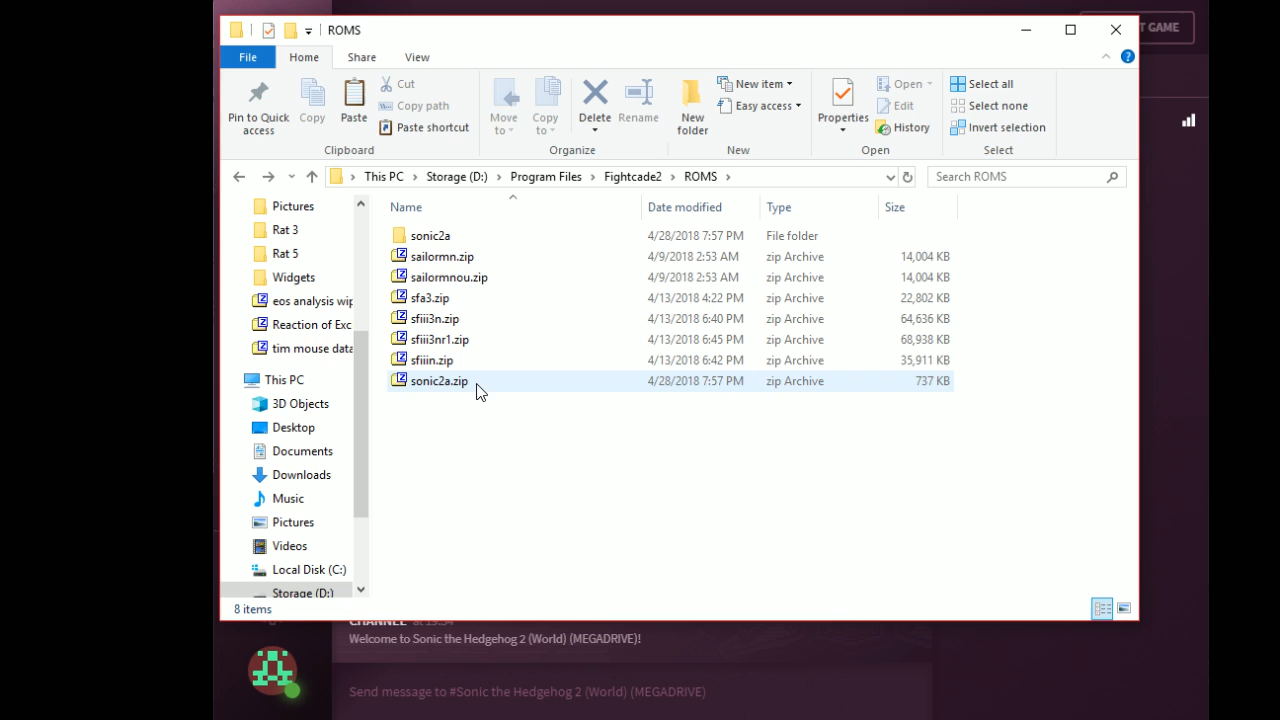 ROMS
T GAME
File Home Share View
Pin to Quick access
Copy
Paste
Cut
Copy path
Paste shortcut
Clipboard
Move to
Copy to
Delete
Rename
Organize
New folder
New item
Easy access
New
Properties
Open
Edit
History
Open
Select all
Select none
Invert selection
Select
This PC > Storage (D:) > Program Files > Fightcade2 > ROMS >
Search ROMS
Pictures
Rat 3
Rat 5
Widgets
eos analysis wip
Reaction of Exc
tim mouse data
This PC
3D Objects
Desktop
Documents
Downloads
Music
Pictures
Videos
Local Disk (C:)
Storage (D:)
Name Date modified Type Size
sonic2a 4/28/2018 7:57 PM File folder
sailormn.zip 4/9/2018 2:53 AM zip Archive 14,004 KB
sailormnou.zip 4/9/2018 2:53 AM zip Archive 14,004 KB
sfa3.zip 4/13/2018 4:22 PM zip Archive 22,802 KB
sfiii3n.zip 4/13/2018 6:40 PM zip Archive 64,636 KB
sfiii3nr1.zip 4/13/2018 6:45 PM zip Archive 68,938 KB
sfiiin.zip 4/13/2018 6:42 PM zip Archive 35,911 KB
sonic2a.zip 4/28/2018 7:57 PM zip Archive 737 KB
8 items
CHANNEL at 19:54
Welcome to Sonic the Hedgehog 2 (World) (MEGADRIVE)!
Send message to #Sonic the Hedgehog 2 (World) (MEGADRIVE)